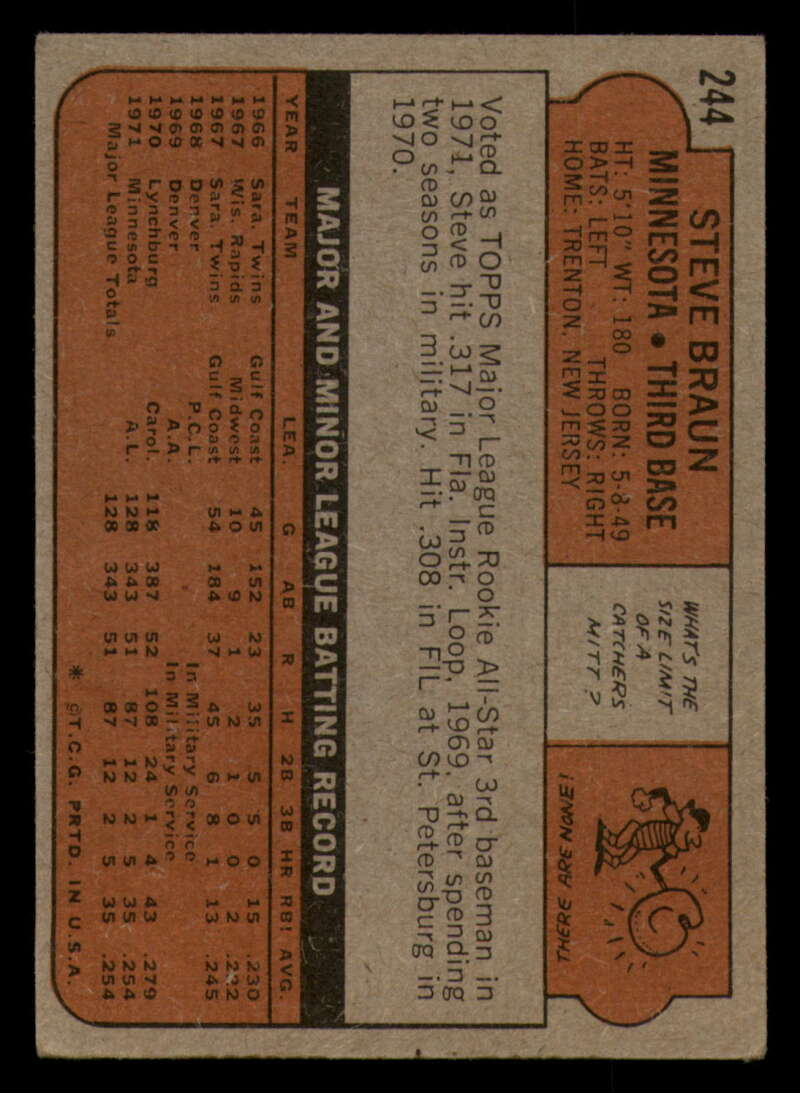 244
STEVE BRAUN
MINNESOTA • THIRD BASE
HT: 5'10" WT: 180 BORN: 5-8-49
BATS: LEFT THROWS: RIGHT
HOME: TRENTON, NEW JERSEY
WHAT'S THE
SIZE LIMIT
OF A
CATCHERS
MITT?
THERE ARE NONE!
Voted as TOPPS Major League Rookie All-Star 3rd baseman in
1971, Steve hit .317 in Fla. Instr. Loop, 1969, after spending
two seasons in military. Hit .308 in FIL at St. Petersburg in
1970.
MAJOR AND MINOR LEAGUE BATTING RECORD
YEAR TEAM LEA. G AB R H 2B 3B HR RBI AVG.
1966 Sara. Twins Gulf Coast 45 152 23 35 5 5 0 15 .230
1967 Wis. Rapids Midwest 10 9 1 2 1 0 0 2 .222
1967 Sara. Twins Gulf Coast 54 184 37 45 6 8 1 13 .245
1968 Denver P.C.L. In Military Service
1969 Denver A.A. In Military Service
1970 Lynchburg Carol. 118 387 52 108 24 1 4 43 .279
1971 Minnesota A.L. 128 343 51 87 12 2 5 35 .254
Major League Totals 128 343 51 87 12 2 5 35 .254
* ©T.C.G. PRTD. IN U.S.A.